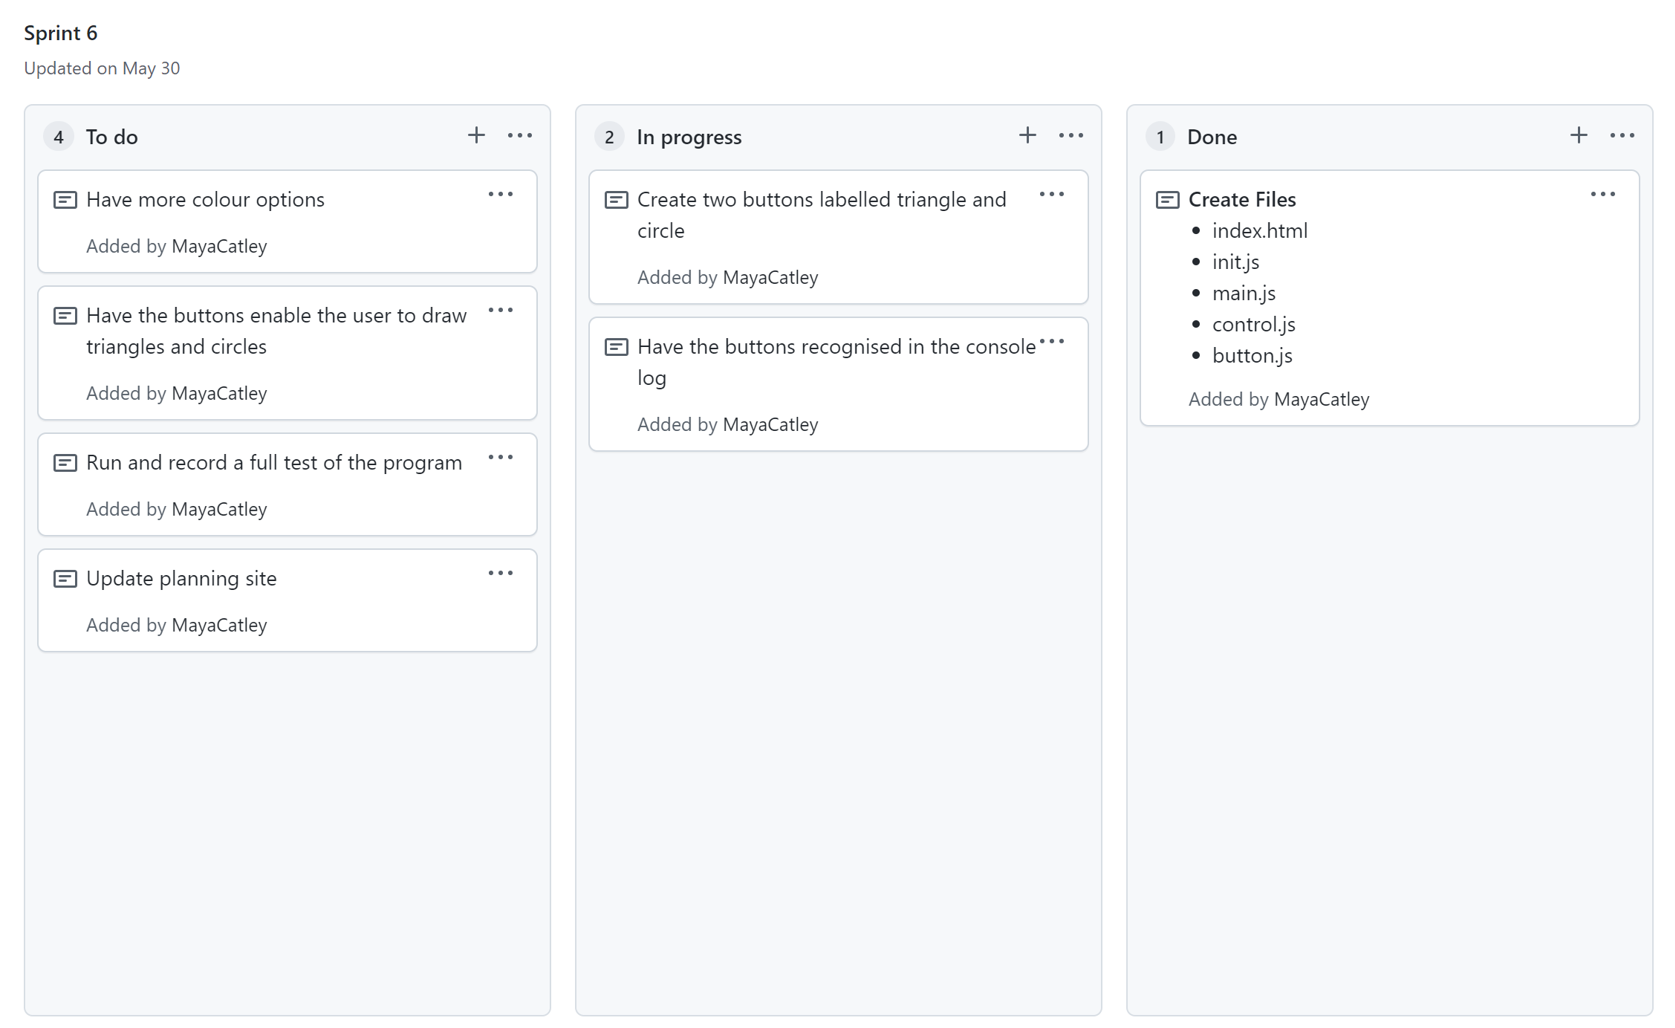 Sprint 6
Updated on May 30
4 To do
Have more colour options
Added by MayaCatley
Have the buttons enable the user to draw
triangles and circles
Added by MayaCatley
Run and record a full test of the program
Added by MayaCatley
Update planning site
Added by MayaCatley
2 In progress
Create two buttons labelled triangle and
circle
Added by MayaCatley
Have the buttons recognised in the console
log
Added by MayaCatley
1 Done
Create Files
index.html
init.js
main.js
control.js
button.js
Added by MayaCatley